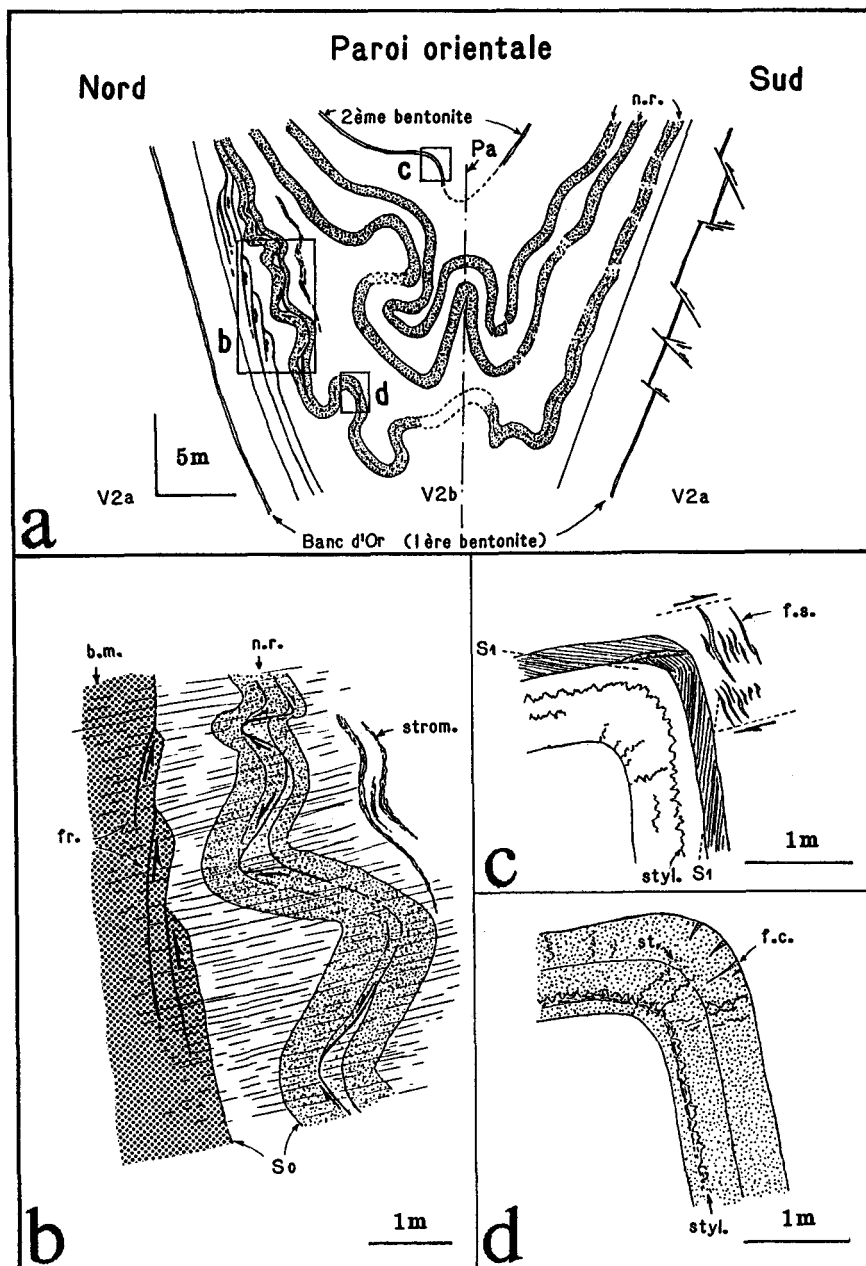 Paroi orientale
Nord
Sud
2ème bentonite
n.r.
Pa
c
b
d
5m
V2a
V2b
V2a
Banc d'Or (1ère bentonite)
a
b.m.
n.r.
strom.
fr.
So
1m
b
S1
f.s.
styl.
S1
1m
c
st.
f.c.
styl.
1m
d